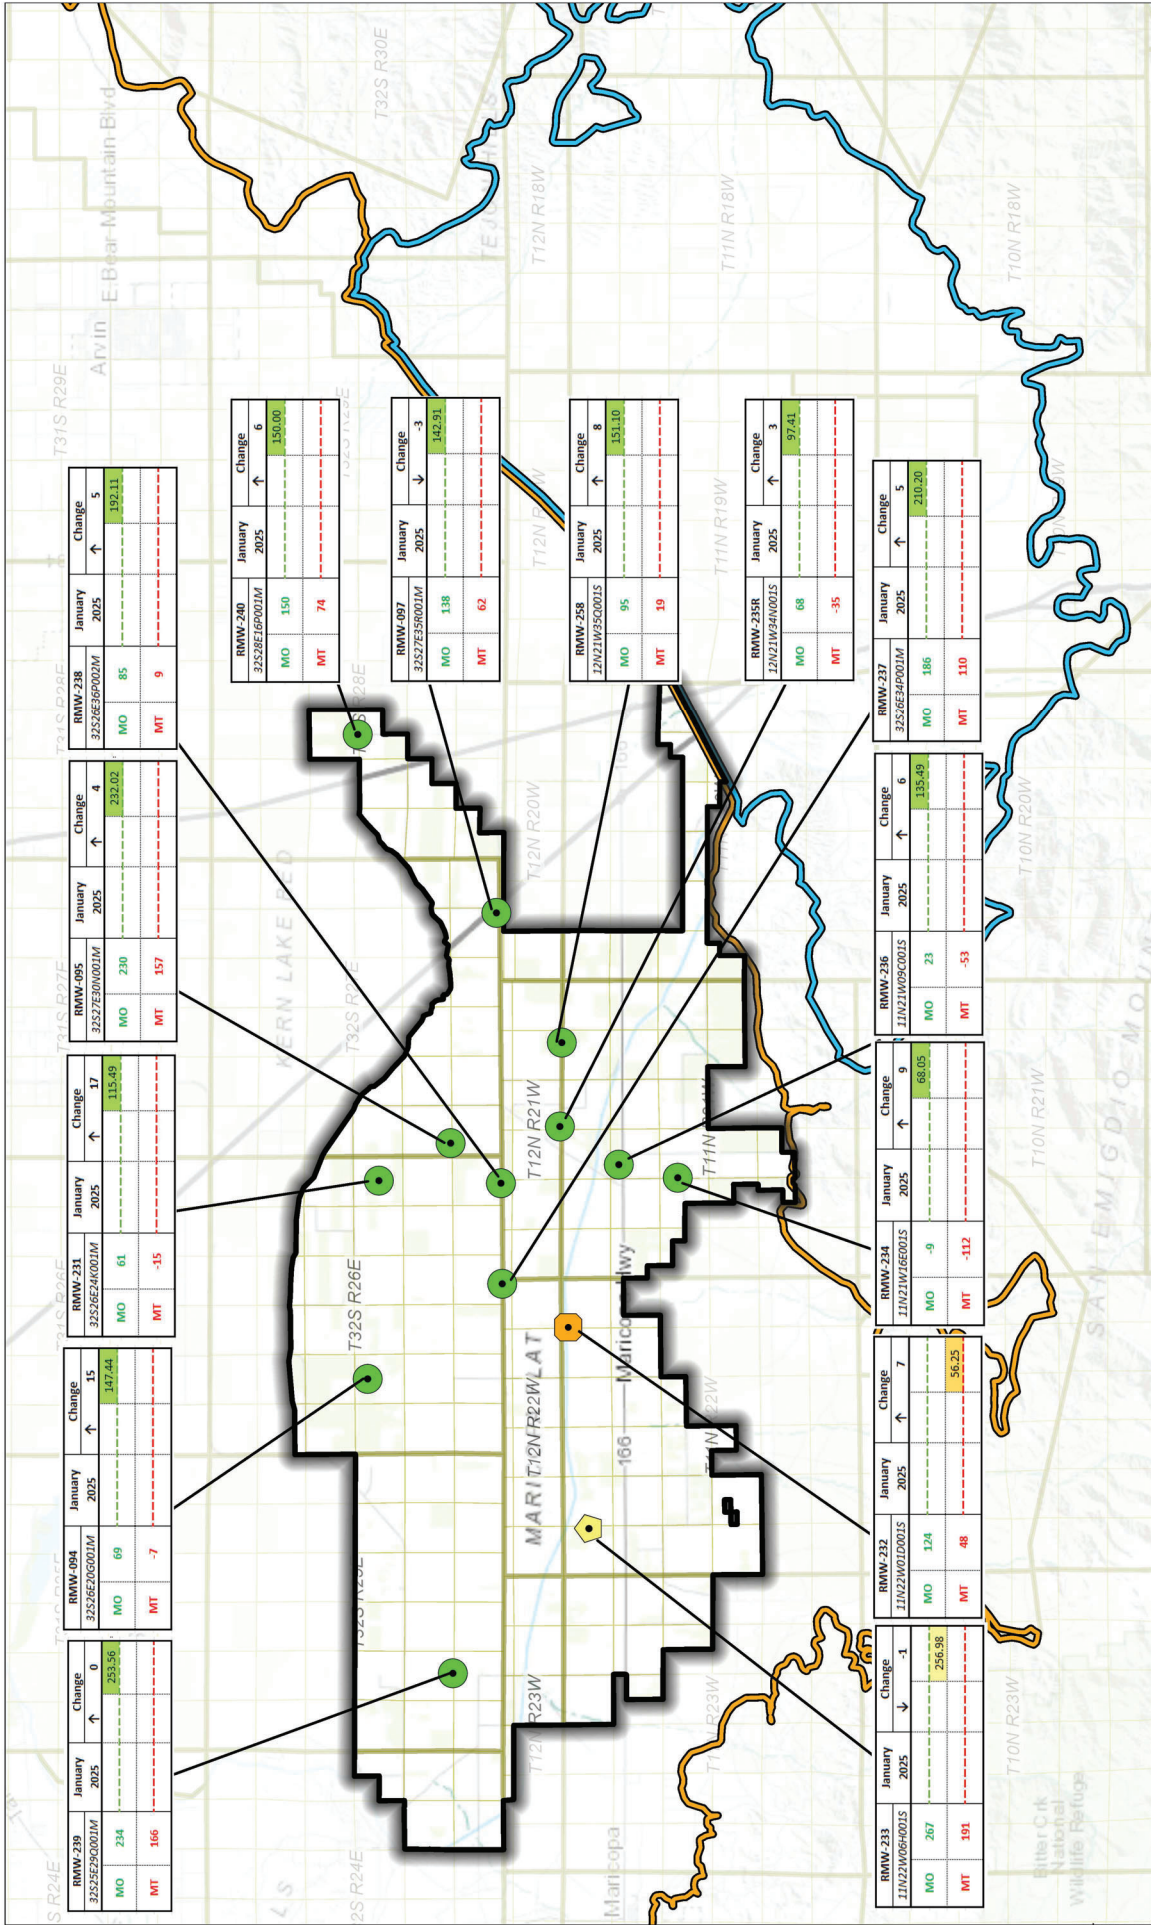 RMW-239
32S25E29Q001M
January
2025
Change
↑ 0
MO 234 253.56
MT 166
RMW-094
32S26E20G001M
January
2025
Change
↑ 15
MO 69 147.44
MT -7
RMW-231
32S26E24K001M
January
2025
Change
↑ 17
MO 61 115.49
MT -15
RMW-095
32S27E30N001M
January
2025
Change
↑ 4
MO 230 232.02
MT 157
RMW-238
32S26E36P002M
January
2025
Change
↑ 5
MO 85 192.11
MT 9
RMW-240
32S28E16P001M
January
2025
Change
↑ 6
MO 150 150.00
MT 74
RMW-097
32S27E35R001M
January
2025
Change
↓ -3
MO 138 142.91
MT 62
RMW-258
12N21W35Q001S
January
2025
Change
↑ 8
MO 95 151.10
MT 19
RMW-235R
12N21W34N001S
January
2025
Change
↑ 3
MO 68 97.41
MT -35
RMW-233
11N22W06H001S
January
2025
Change
↓ -1
MO 267 256.98
MT 191
RMW-232
11N22W01D001S
January
2025
Change
↑ 7
MO 124
MT 48 56.25
RMW-234
11N21W16E001S
January
2025
Change
↑ 9
MO -9 68.05
MT -112
RMW-236
11N21W09C001S
January
2025
Change
↑ 6
MO 23 135.49
MT -53
RMW-237
32S26E34P001M
January
2025
Change
↑ 5
MO 186 210.20
MT 110
Arvin
E Bear Mountain Blvd
T31S R29E
T32S R30E
T31S R27E
T31S R26E
KERN LAKE BED
T32S R26E
T12N R18W
T11N R18W
T10N R18W
T11N R19W
T12N R20W
T10N R20W
T12N R21W
T10N R21W
T12N R22W
T12N R23W
T10N R23W
166
Maricopa
Bitter Crk
National
Wildlife Refuge